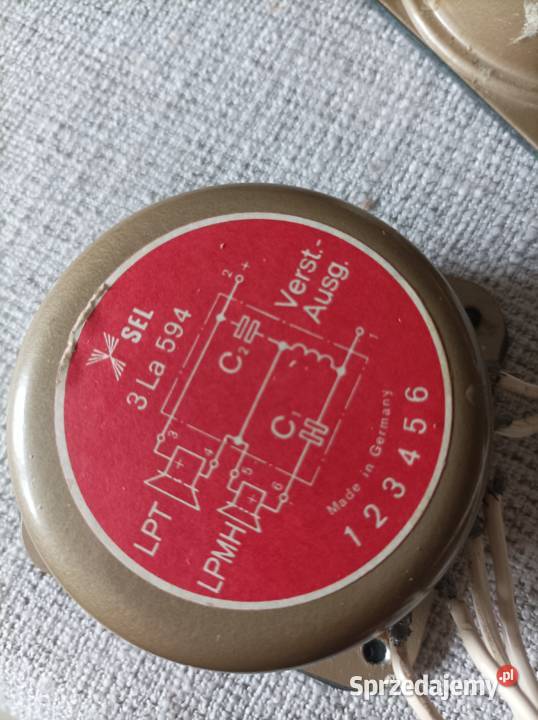 SEL
3 La 594
2 +
Verst.-
Ausg.
C2
1
C1
3
4
5
6
LPT
LPMH
Made in Germany
1 2 3 4 5 6
Sprzedajemy.pl